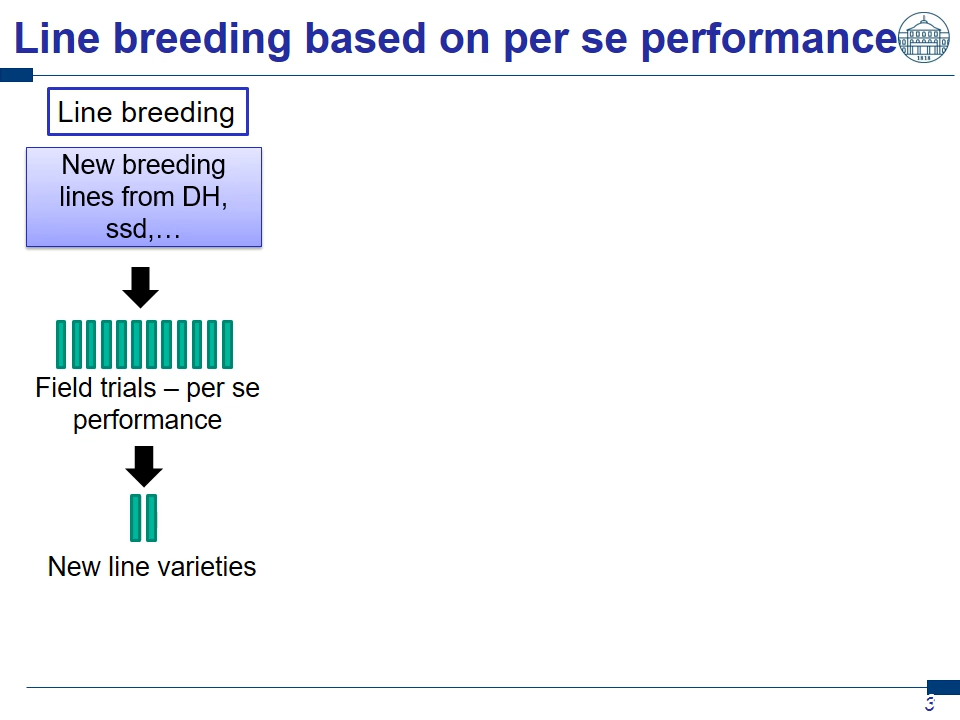 Line breeding based on per se performance
1818
Line breeding
New breeding
lines from DH,
ssd,…
Field trials – per se
performance
New line varieties
3